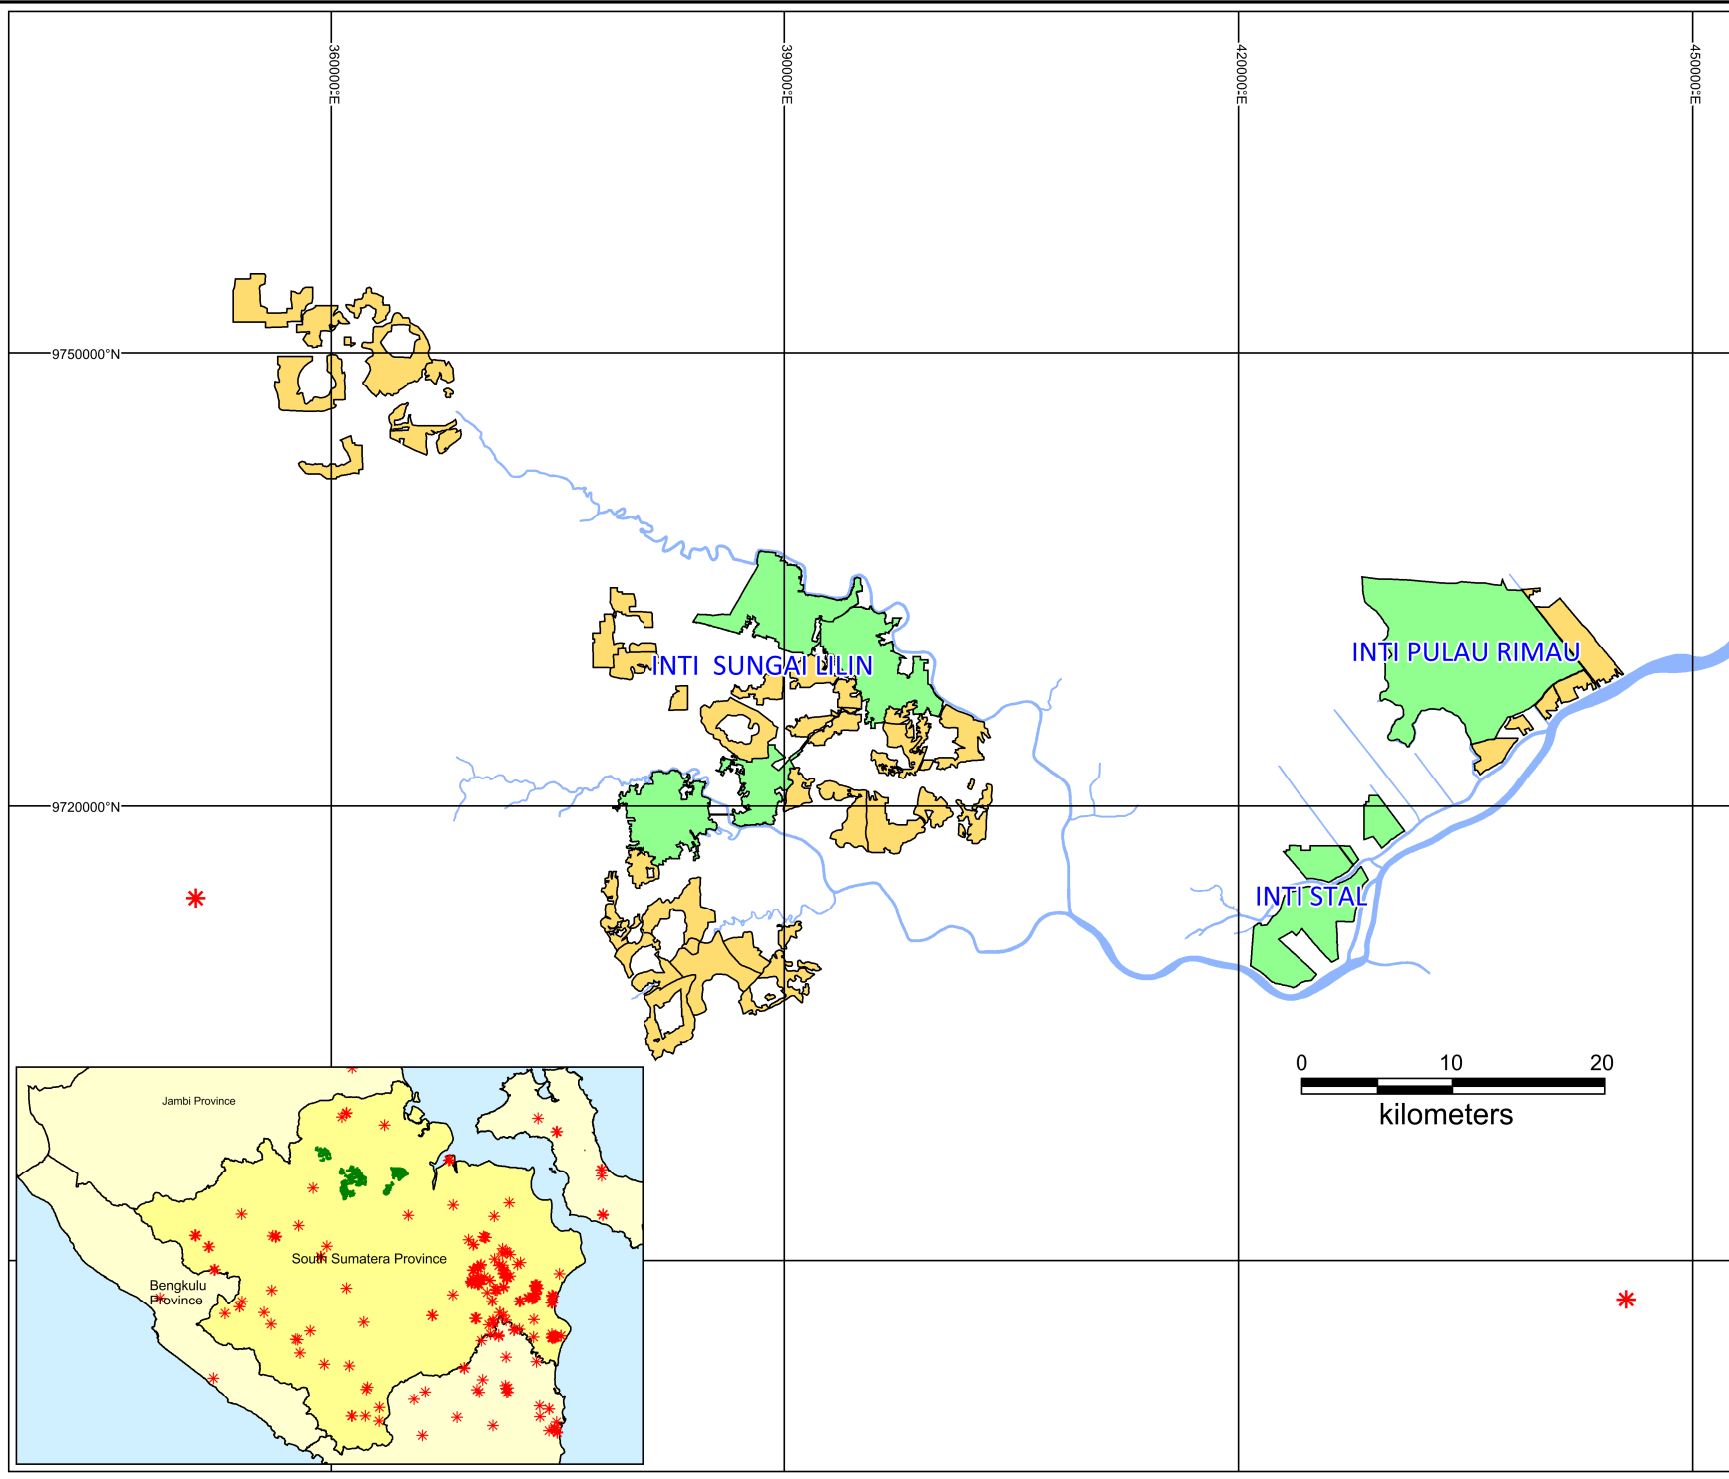 360000°E
390000°E
420000°E
450000°E
9750000°N
INTI SUNGAI LILIN
INTI PULAU RIMAU
9720000°N
INTI STAL
0 10 20
kilometers
Jambi Province
South Sumatera Province
Bengkulu
Province